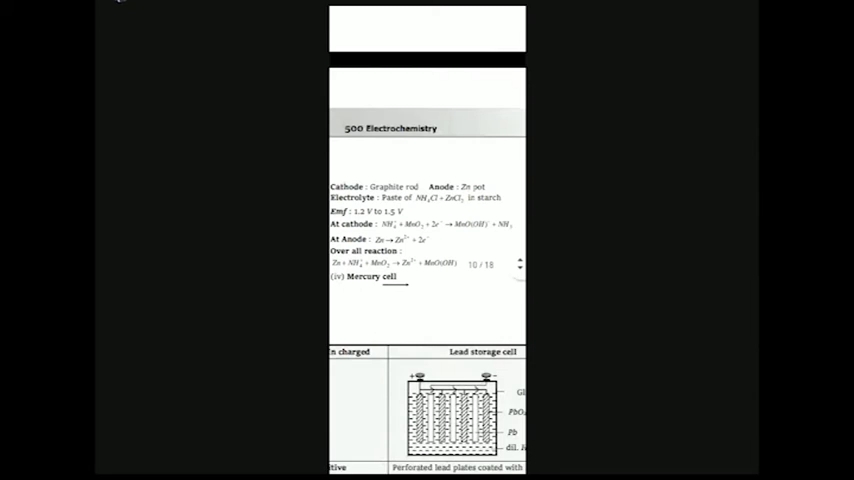 500 Electrochemistry
Cathode : Graphite rod Anode : Zn pot
Electrolyte : Paste of NH₄Cl + ZnCl₂ in starch
Emf : 1.2 V to 1.5 V
At cathode : NH₄⁺ + MnO₂ + 2e⁻ → MnO(OH)⁻ + NH₃
At Anode : Zn → Zn²⁺ + 2e⁻
Over all reaction :
Zn + NH₄⁺ + MnO₂ → Zn²⁺ + MnO(OH)
10 / 18
(iv) Mercury cell
In charged Lead storage cell
+ −
Gl
PbO₂
Pb
dil. H
itive Perforated lead plates coated with